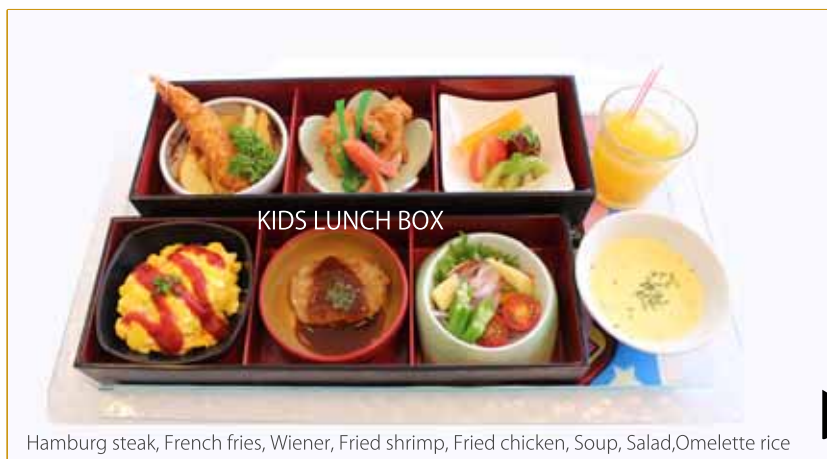 KIDS LUNCH BOX
Hamburg steak, French fries, Wiener, Fried shrimp, Fried chicken, Soup, Salad,Omelette rice